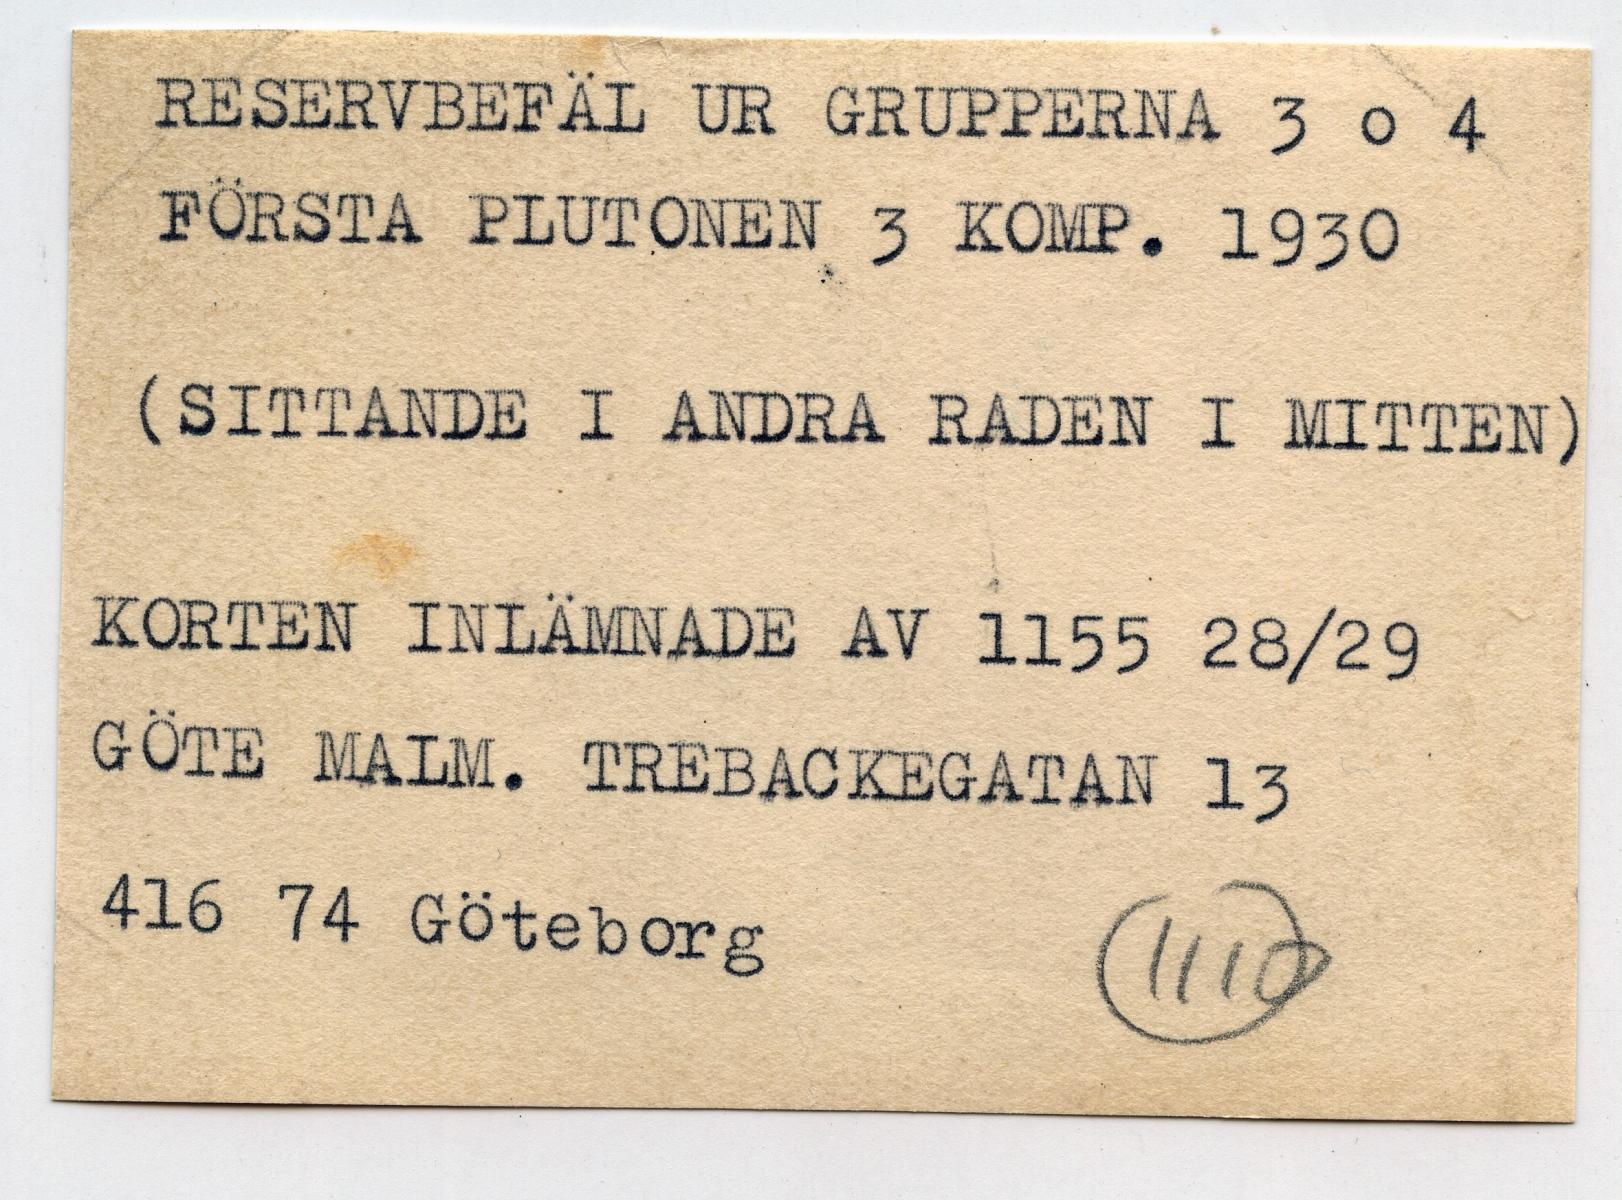 RESERVBEFÄL UR GRUPPERNA 3 o 4
FÖRSTA PLUTONEN 3 KOMP. 1930
(SITTANDE I ANDRA RADEN I MITTEN)
KORTEN INLÄMNADE AV 1155 28/29
GÖTE MALM. TREBACKEGATAN 13
416 74 Göteborg
1110